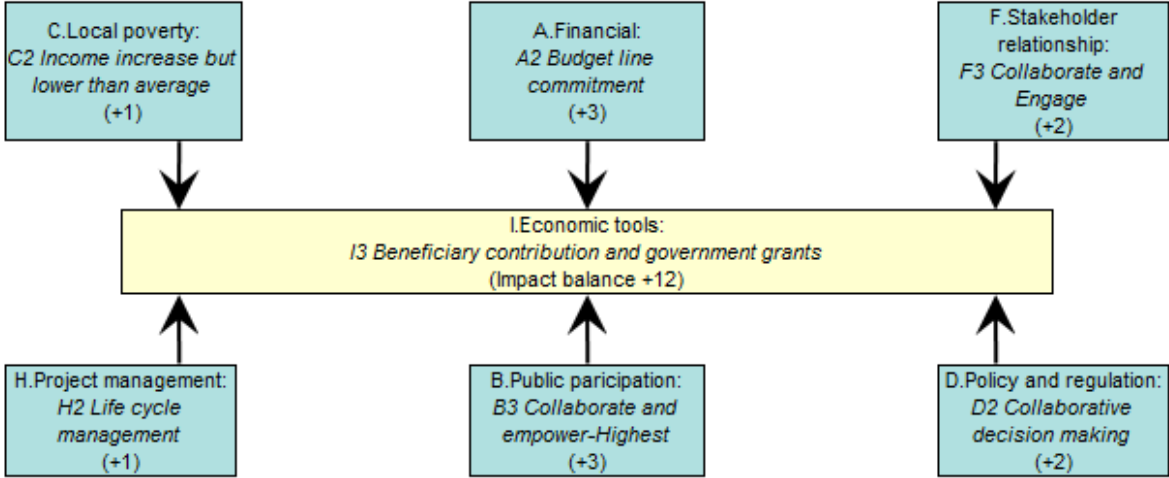 C.Local poverty:
C2 Income increase but
lower than average
(+1)
A.Financial:
A2 Budget line
commitment
(+3)
F.Stakeholder
relationship:
F3 Collaborate and
Engage
(+2)
I.Economic tools:
I3 Beneficiary contribution and government grants
(Impact balance +12)
H.Project management:
H2 Life cycle
management
(+1)
B.Public paricipation:
B3 Collaborate and
empower-Highest
(+3)
D.Policy and regulation:
D2 Collaborative
decision making
(+2)